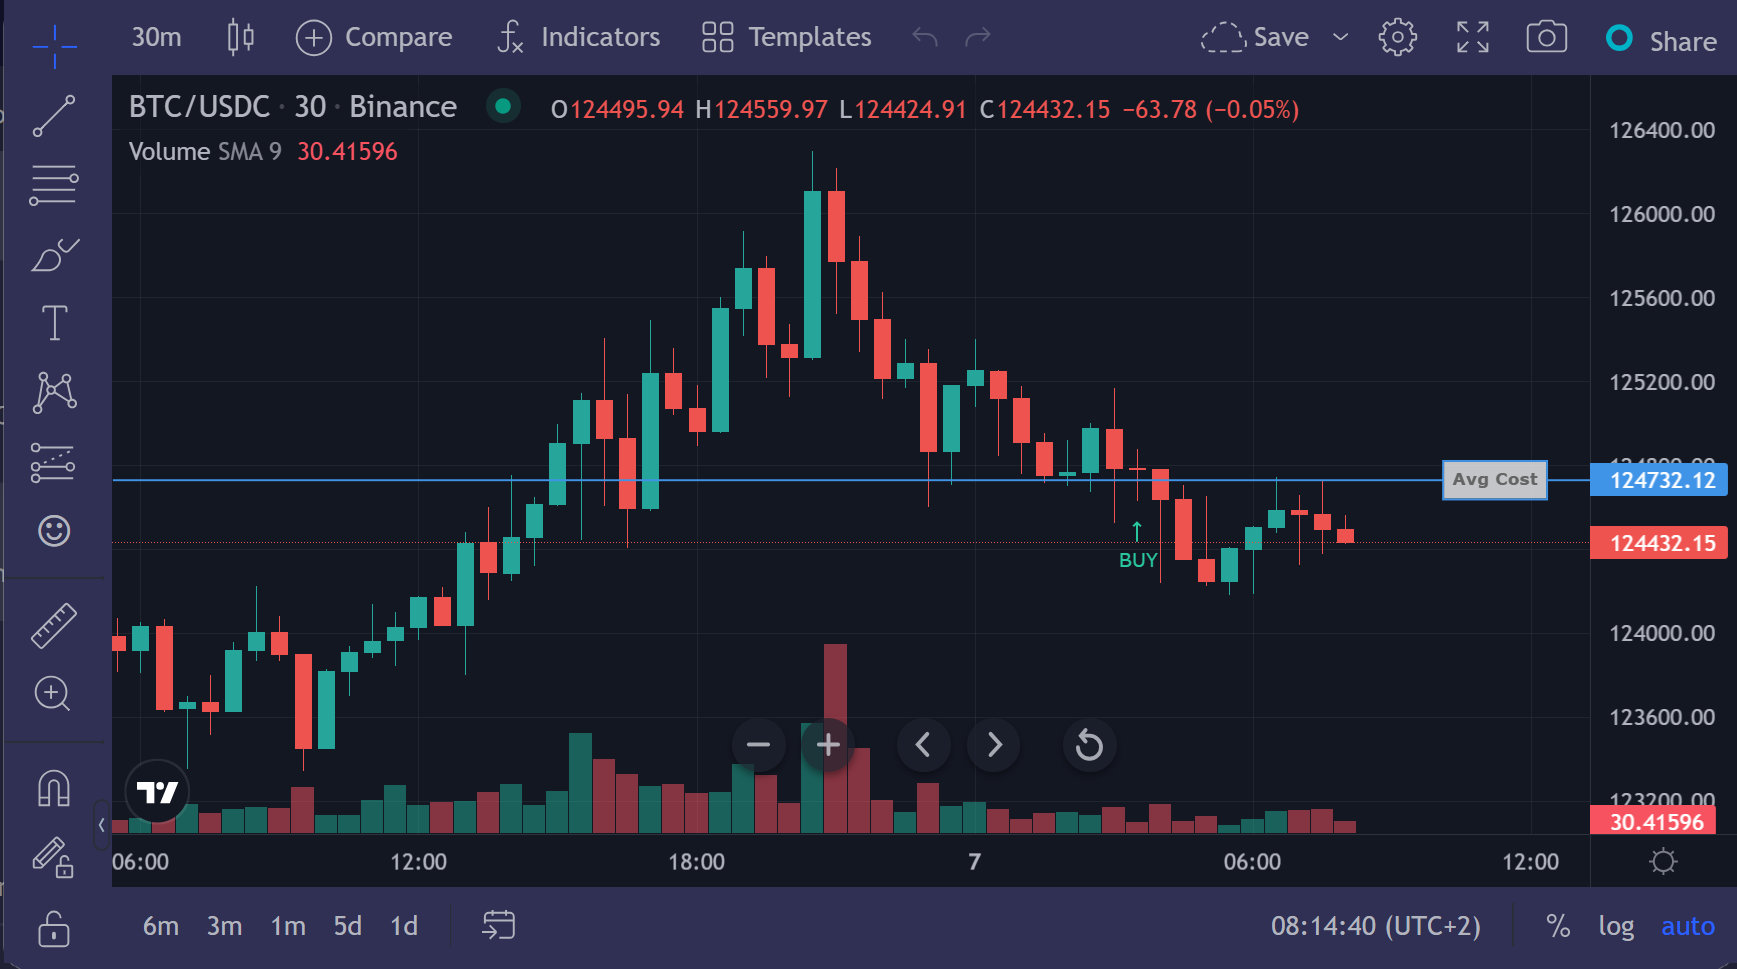 30m Compare Indicators Templates Save Share
BTC/USDC · 30 · Binance O124495.94 H124559.97 L124424.91 C124432.15 −63.78 (−0.05%)
Volume SMA 9 30.41596
126400.00
126000.00
125600.00
125200.00
Avg Cost 124732.12
124432.15
BUY
124000.00
123600.00
123200.00
30.41596
06:00 12:00 18:00 7 06:00 12:00
6m 3m 1m 5d 1d 08:14:40 (UTC+2) % log auto